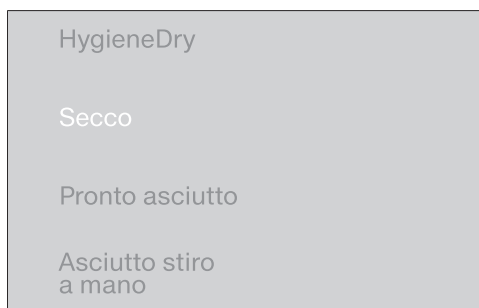 HygieneDry
Secco
Pronto asciutto
Asciutto stiro
a mano